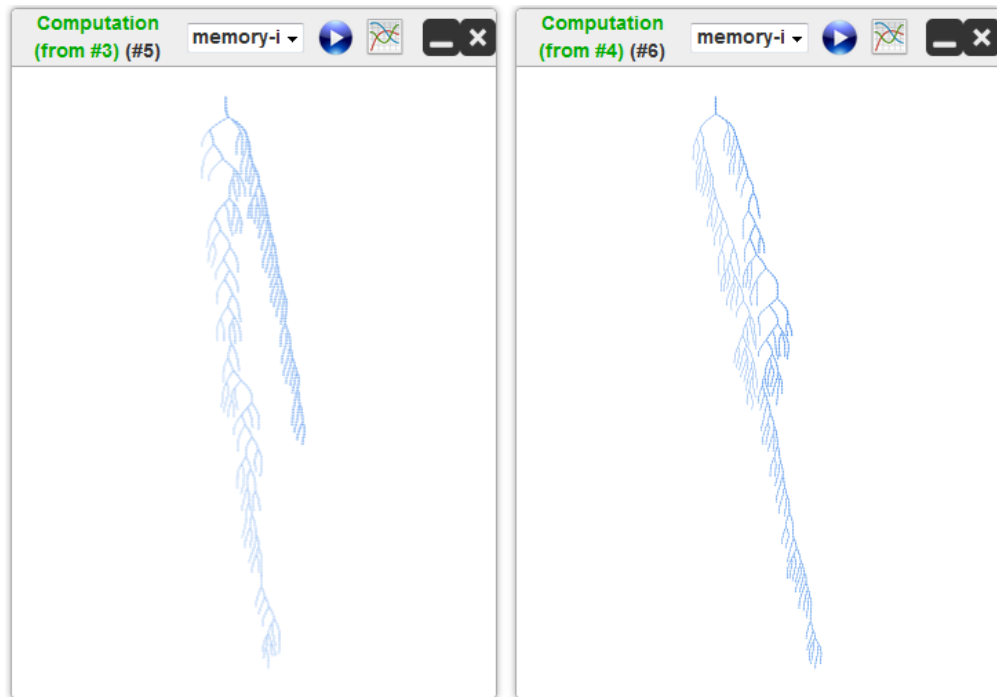 Computation
(from #3) (#5)
memory-i
Computation
(from #4) (#6)
memory-i